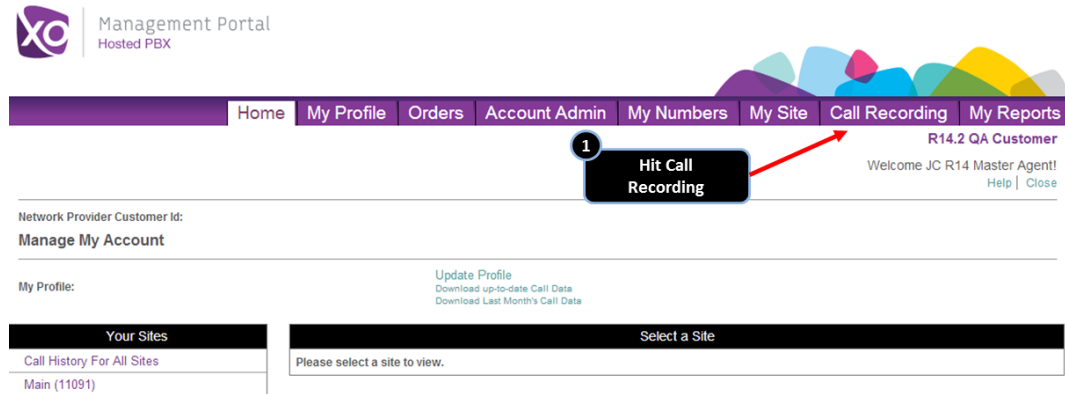 XO
Management Portal
Hosted PBX
Home My Profile Orders Account Admin My Numbers My Site Call Recording My Reports
R14.2 QA Customer
1
Hit Call
Recording
Welcome JC R14 Master Agent!
Help | Close
Network Provider Customer Id:
Manage My Account
My Profile:
Update Profile
Download up-to-date Call Data
Download Last Month's Call Data
Your Sites
Select a Site
Call History For All Sites
Please select a site to view.
Main (11091)